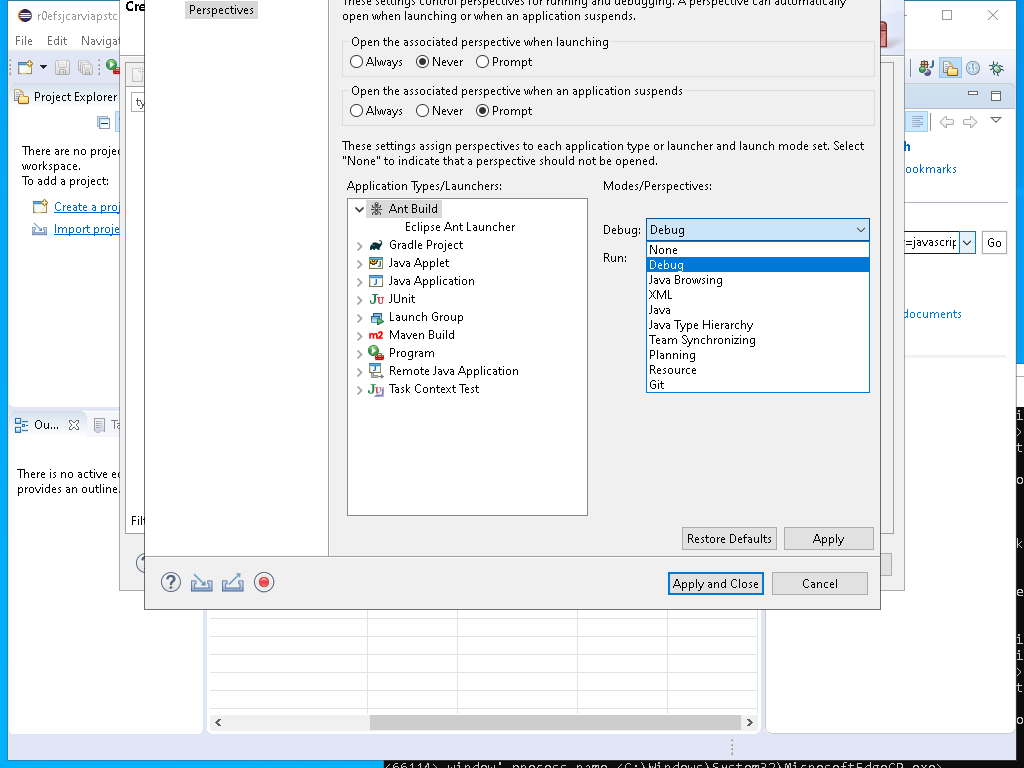 r0efsjcarviapstc
Cre
Perspectives
These settings control perspectives for running and debugging. A perspective can automatically
open when launching or when an application suspends.
File Edit Naviga
Open the associated perspective when launching
Always Never Prompt
Open the associated perspective when an application suspends
Project Explorer
Always Never Prompt
There are no proje
workspace.
To add a project:
Create a proj
Import proje
These settings assign perspectives to each application type or launcher and launch mode set. Select
"None" to indicate that a perspective should not be opened.
Application Types/Launchers:
Modes/Perspectives:
Ant Build
Eclipse Ant Launcher
Gradle Project
Java Applet
Java Application
JUnit
Launch Group
Maven Build
Program
Remote Java Application
Task Context Test
Debug: Debug
Run:
None
Debug
Java Browsing
XML
Java
Java Type Hierarchy
Team Synchronizing
Planning
Resource
Git
h
ookmarks
=javascrip
Go
documents
Ou...
Ta
There is no active e
provides an outline.
Filt
Restore Defaults Apply
Apply and Close Cancel
<66114> window' process name <C:\Windows\System32\MicrosoftEdgeCP.exe>